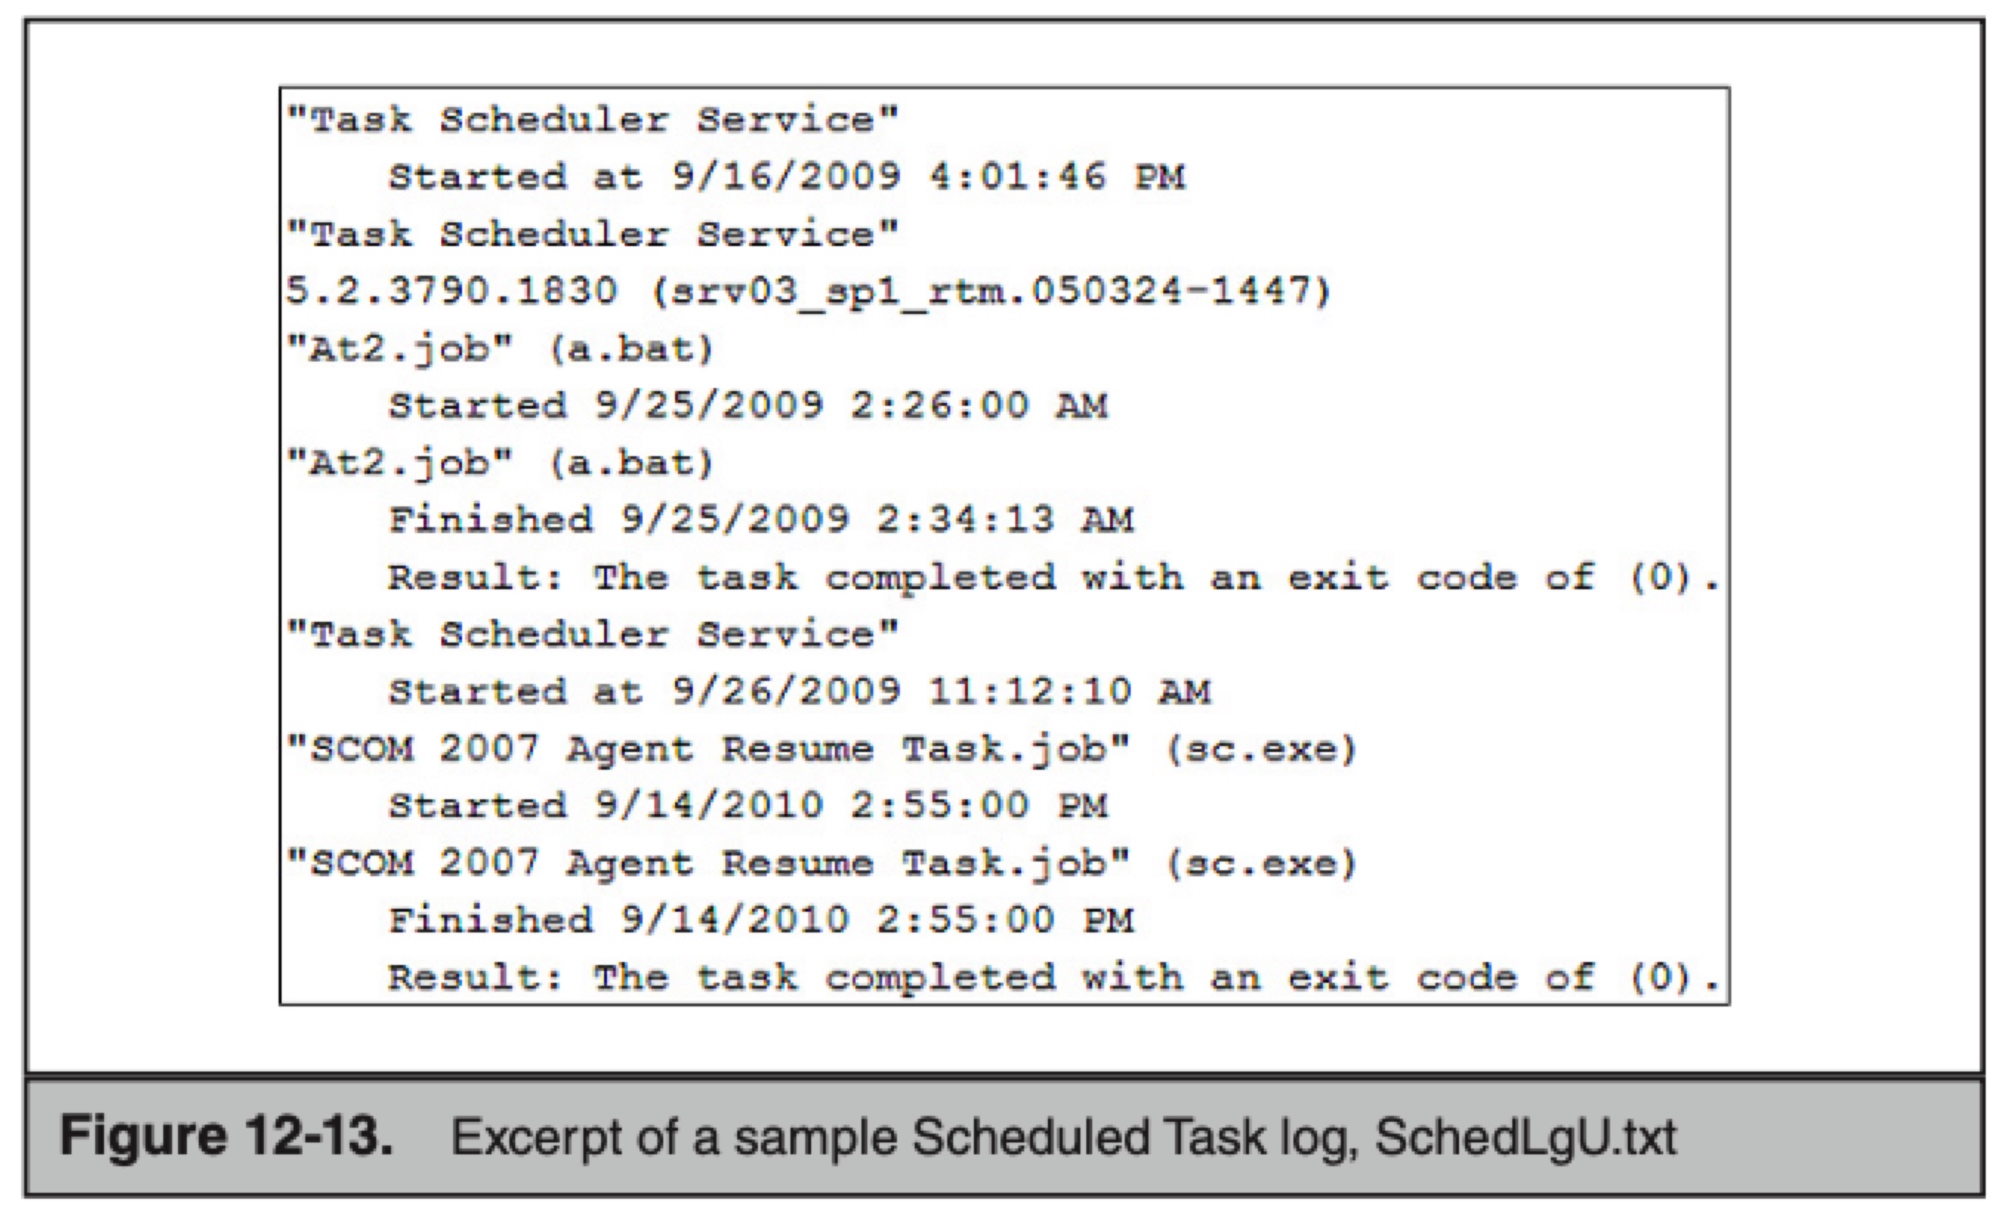 "Task Scheduler Service"
    Started at 9/16/2009 4:01:46 PM
"Task Scheduler Service"
5.2.3790.1830 (srv03_sp1_rtm.050324-1447)
"At2.job" (a.bat)
    Started 9/25/2009 2:26:00 AM
"At2.job" (a.bat)
    Finished 9/25/2009 2:34:13 AM
    Result: The task completed with an exit code of (0).
"Task Scheduler Service"
    Started at 9/26/2009 11:12:10 AM
"SCOM 2007 Agent Resume Task.job" (sc.exe)
    Started 9/14/2010 2:55:00 PM
"SCOM 2007 Agent Resume Task.job" (sc.exe)
    Finished 9/14/2010 2:55:00 PM
    Result: The task completed with an exit code of (0).
Figure 12-13. Excerpt of a sample Scheduled Task log, SchedLgU.txt